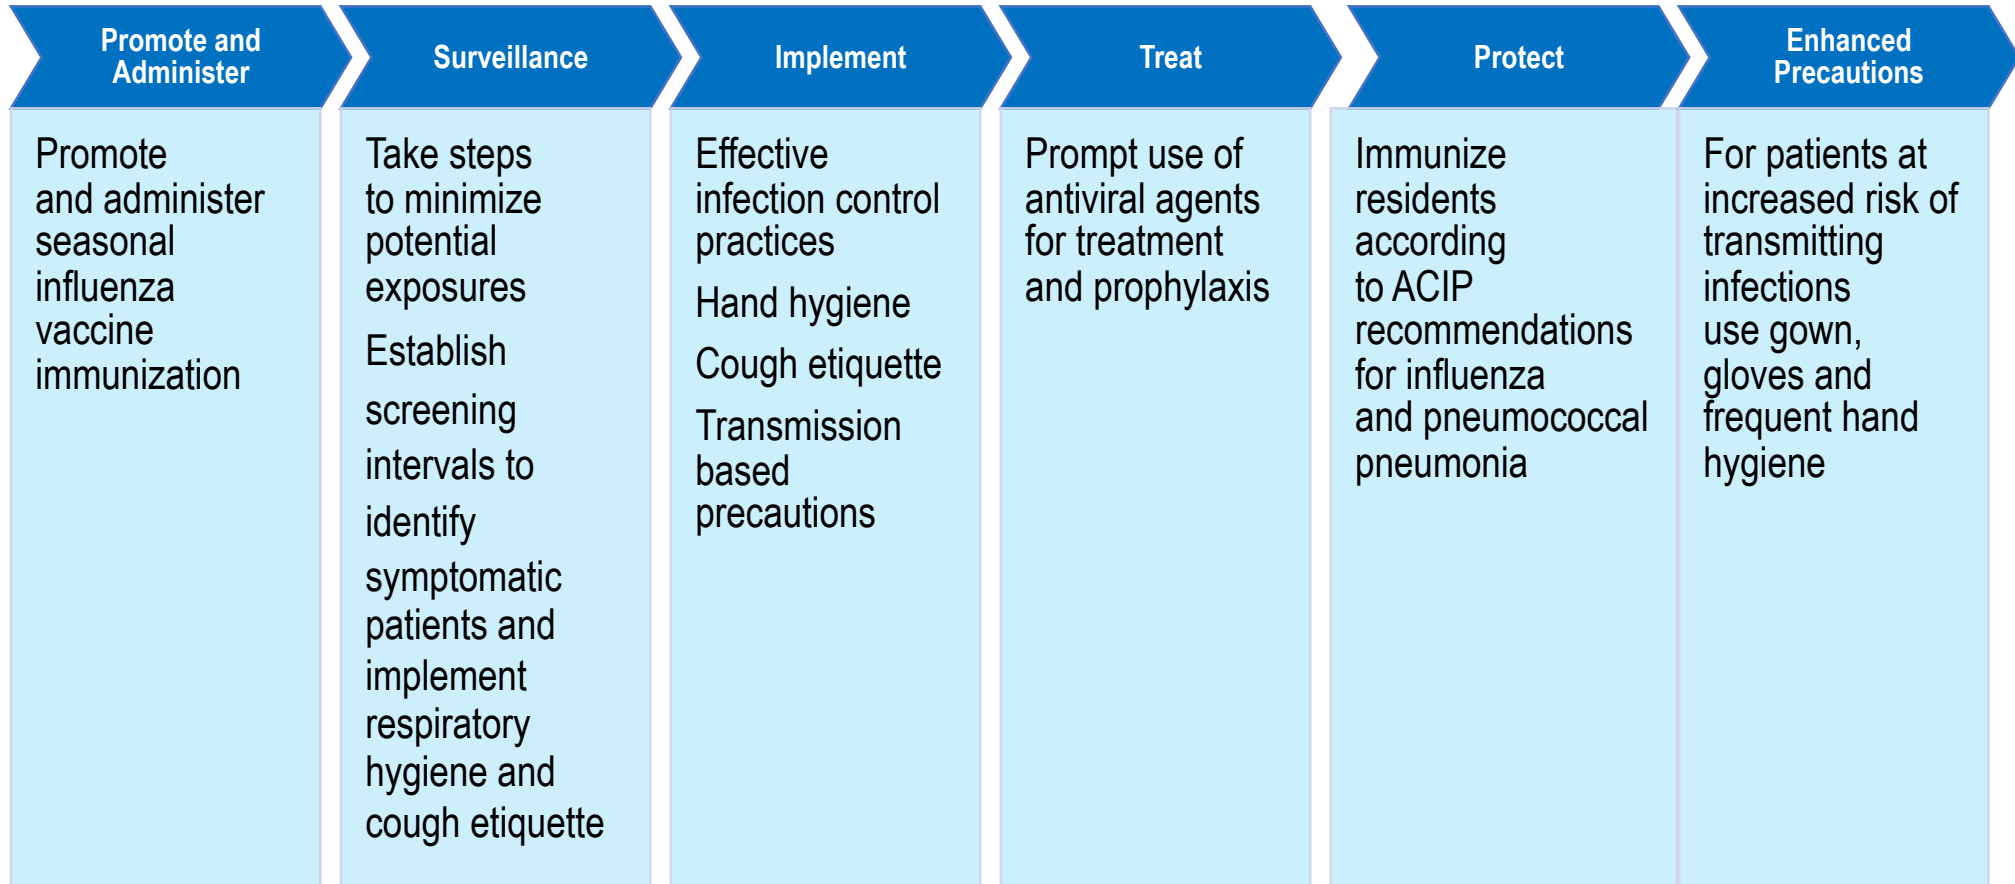 Promote and
Administer
Surveillance
Implement
Treat
Protect
Enhanced
Precautions
Promote
and administer
seasonal
influenza
vaccine
immunization
Take steps
to minimize
potential
exposures
Establish
screening
intervals to
identify
symptomatic
patients and
implement
respiratory
hygiene and
cough etiquette
Effective
infection control
practices
Hand hygiene
Cough etiquette
Transmission
based
precautions
Prompt use of
antiviral agents
for treatment
and prophylaxis
Immunize
residents
according
to ACIP
recommendations
for influenza
and pneumococcal
pneumonia
For patients at
increased risk of
transmitting
infections
use gown,
gloves and
frequent hand
hygiene